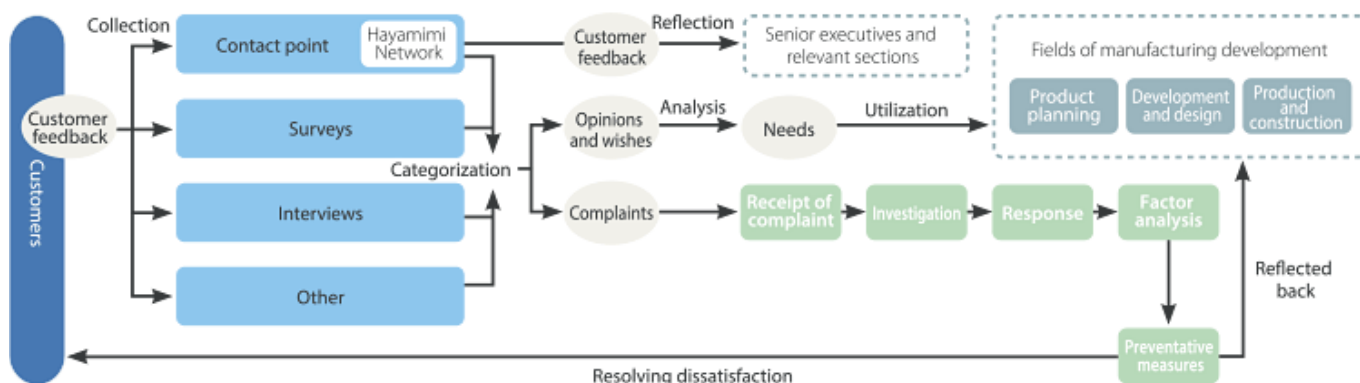 Customers
Customer
feedback
Collection
Contact point
Hayamimi
Network
Surveys
Interviews
Other
Categorization
Customer
feedback
Reflection
Senior executives and
relevant sections
Opinions
and wishes
Analysis
Needs
Utilization
Fields of manufacturing development
Product
planning
Development
and design
Production
and
construction
Complaints
Receipt of
complaint
Investigation
Response
Factor
analysis
Preventative
measures
Reflected
back
Resolving dissatisfaction